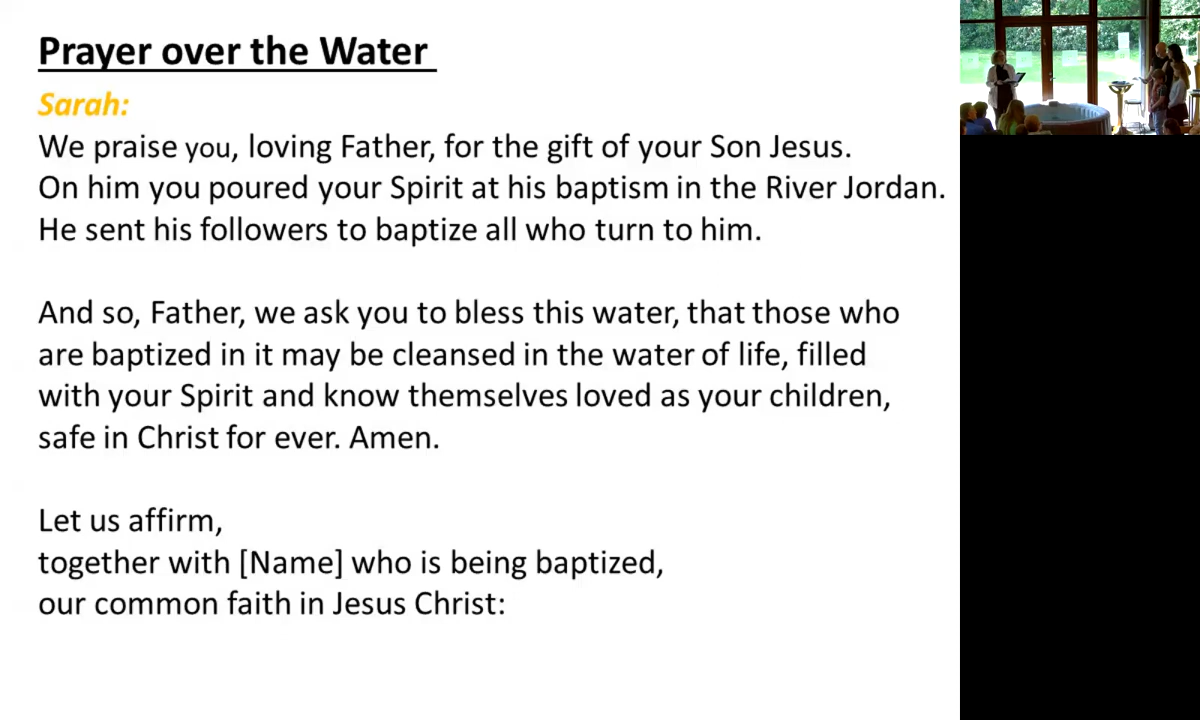 Prayer over the Water
Sarah:
We praise you, loving Father, for the gift of your Son Jesus.
On him you poured your Spirit at his baptism in the River Jordan.
He sent his followers to baptize all who turn to him.
And so, Father, we ask you to bless this water, that those who
are baptized in it may be cleansed in the water of life, filled
with your Spirit and know themselves loved as your children,
safe in Christ for ever. Amen.
Let us affirm,
together with [Name] who is being baptized,
our common faith in Jesus Christ: